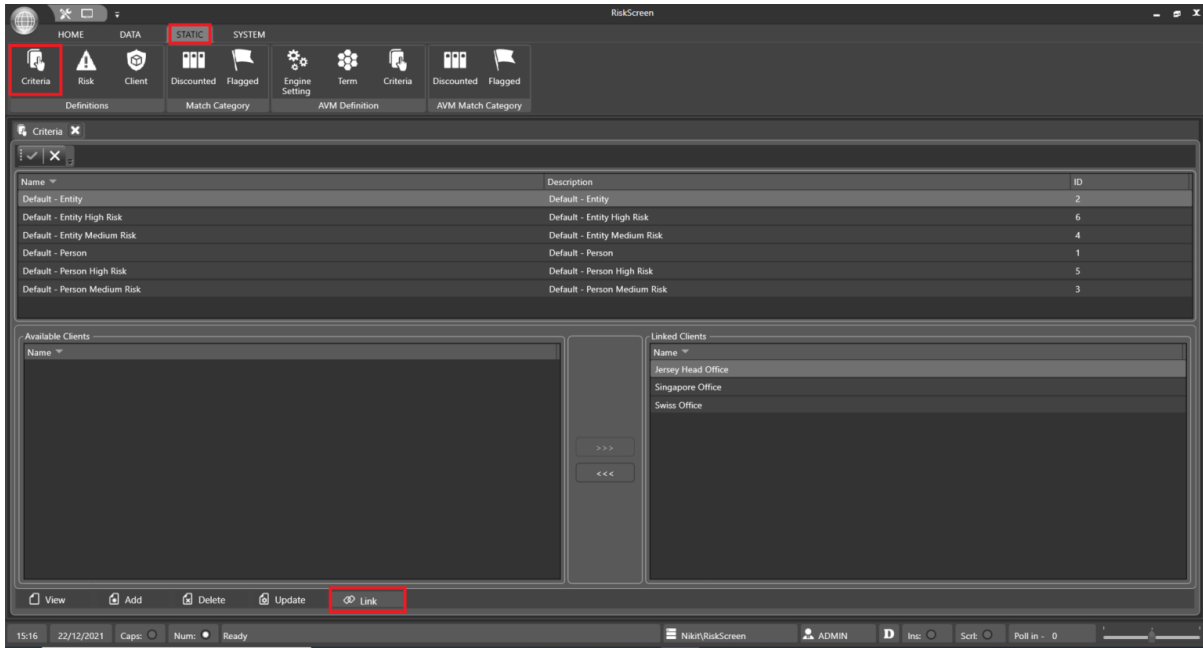 RiskScreen
HOME DATA STATIC SYSTEM
Criteria Risk Client Discounted Flagged Engine Setting Term Criteria Discounted Flagged
Definitions Match Category AVM Definition AVM Match Category
Criteria
Name Description ID
Default - Entity Default - Entity 2
Default - Entity High Risk Default - Entity High Risk 6
Default - Entity Medium Risk Default - Entity Medium Risk 4
Default - Person Default - Person 1
Default - Person High Risk Default - Person High Risk 5
Default - Person Medium Risk Default - Person Medium Risk 3
Available Clients Linked Clients
Name Name
Jersey Head Office
Singapore Office
Swiss Office
>>>
<<<
View Add Delete Update Link
15:16 22/12/2021 Caps: Num: Ready Nikit\RiskScreen ADMIN D Ins: Scrl: Poll in - 0